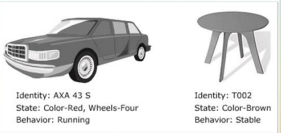 Identity: AXA 43 S
State: Color-Red, Wheels-Four
Behavior: Running
Identity: T002
State: Color-Brown
Behavior: Stable